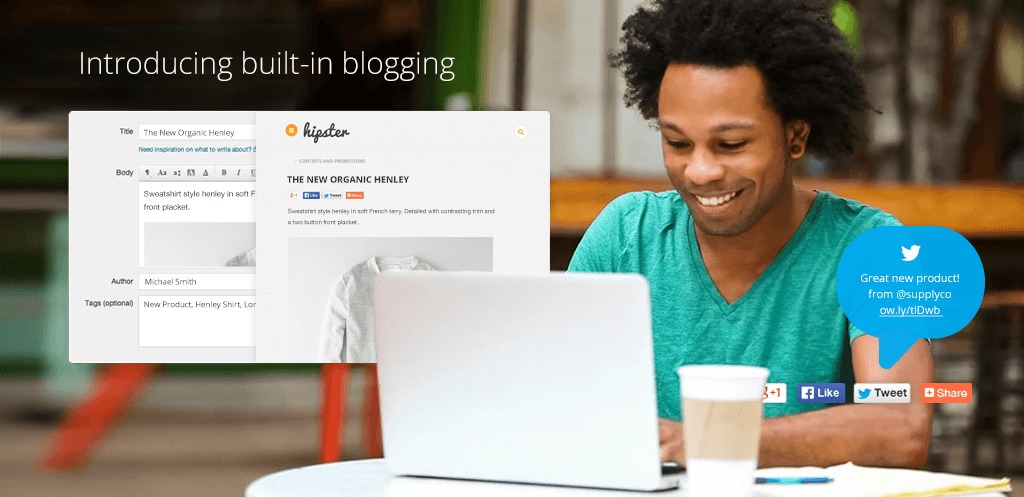 Introducing built-in blogging
Title
The New Organic Henley
Need inspiration on what to write about?
Body
Aa
B I U
Sweatshirt style henley in soft F
front placket.
Author
Michael Smith
Tags (optional)
New Product, Henley Shirt, Lon
hipster
CONTESTS AND PROMOTIONS
THE NEW ORGANIC HENLEY
+1
Like
Tweet
Share
Sweatshirt style henley in soft French terry. Detailed with contrasting trim and
a two button front placket.
Great new product!
from @supplyco
ow.ly/tlDwb
g+1
Like
Tweet
Share